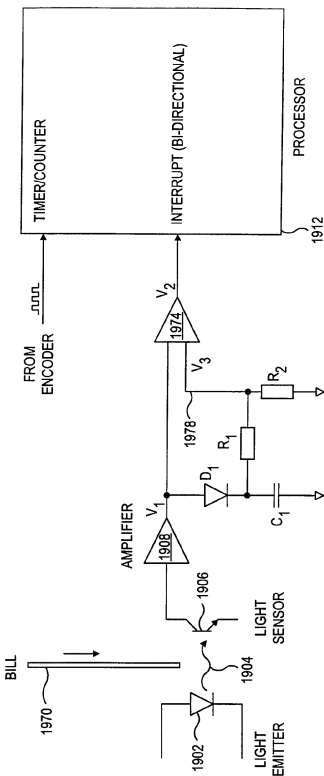 BILL
1970
LIGHT
EMITTER
1902
1904
1906
LIGHT
SENSOR
AMPLIFIER
1908
V1
D1
C1
R1
R2
1978
V3
1974
V2
FROM
ENCODER
TIMER/COUNTER
INTERRUPT (BI-DIRECTIONAL)
PROCESSOR
1912